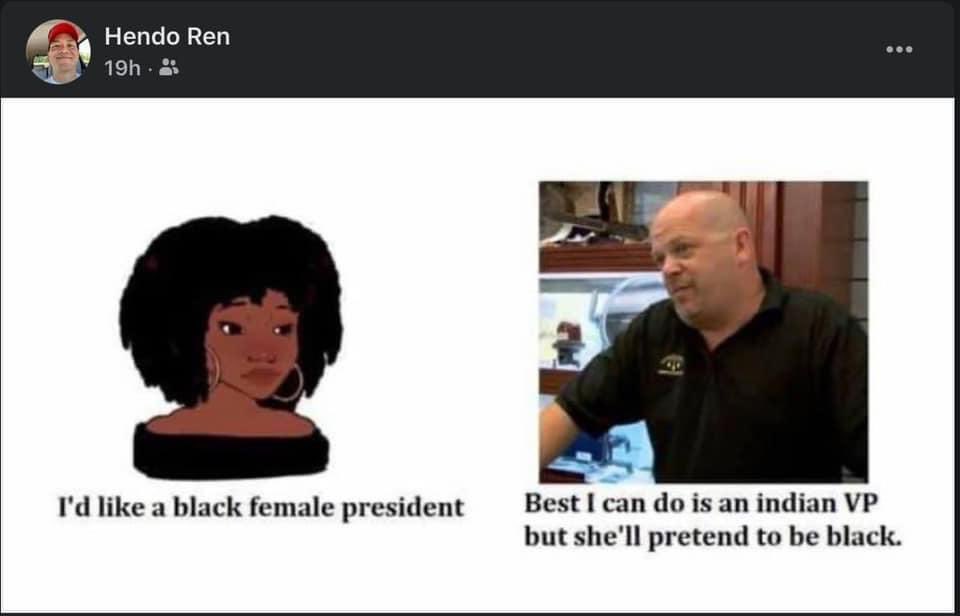 Hendo Ren
19h ·
I'd like a black female president
Best I can do is an indian VP
but she'll pretend to be black.